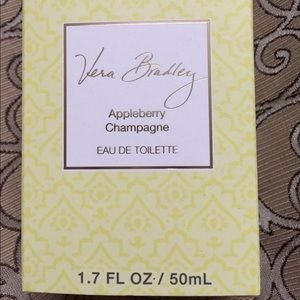 Vera Bradley
Appleberry
Champagne
EAU DE TOILETTE
1.7 FL OZ / 50mL